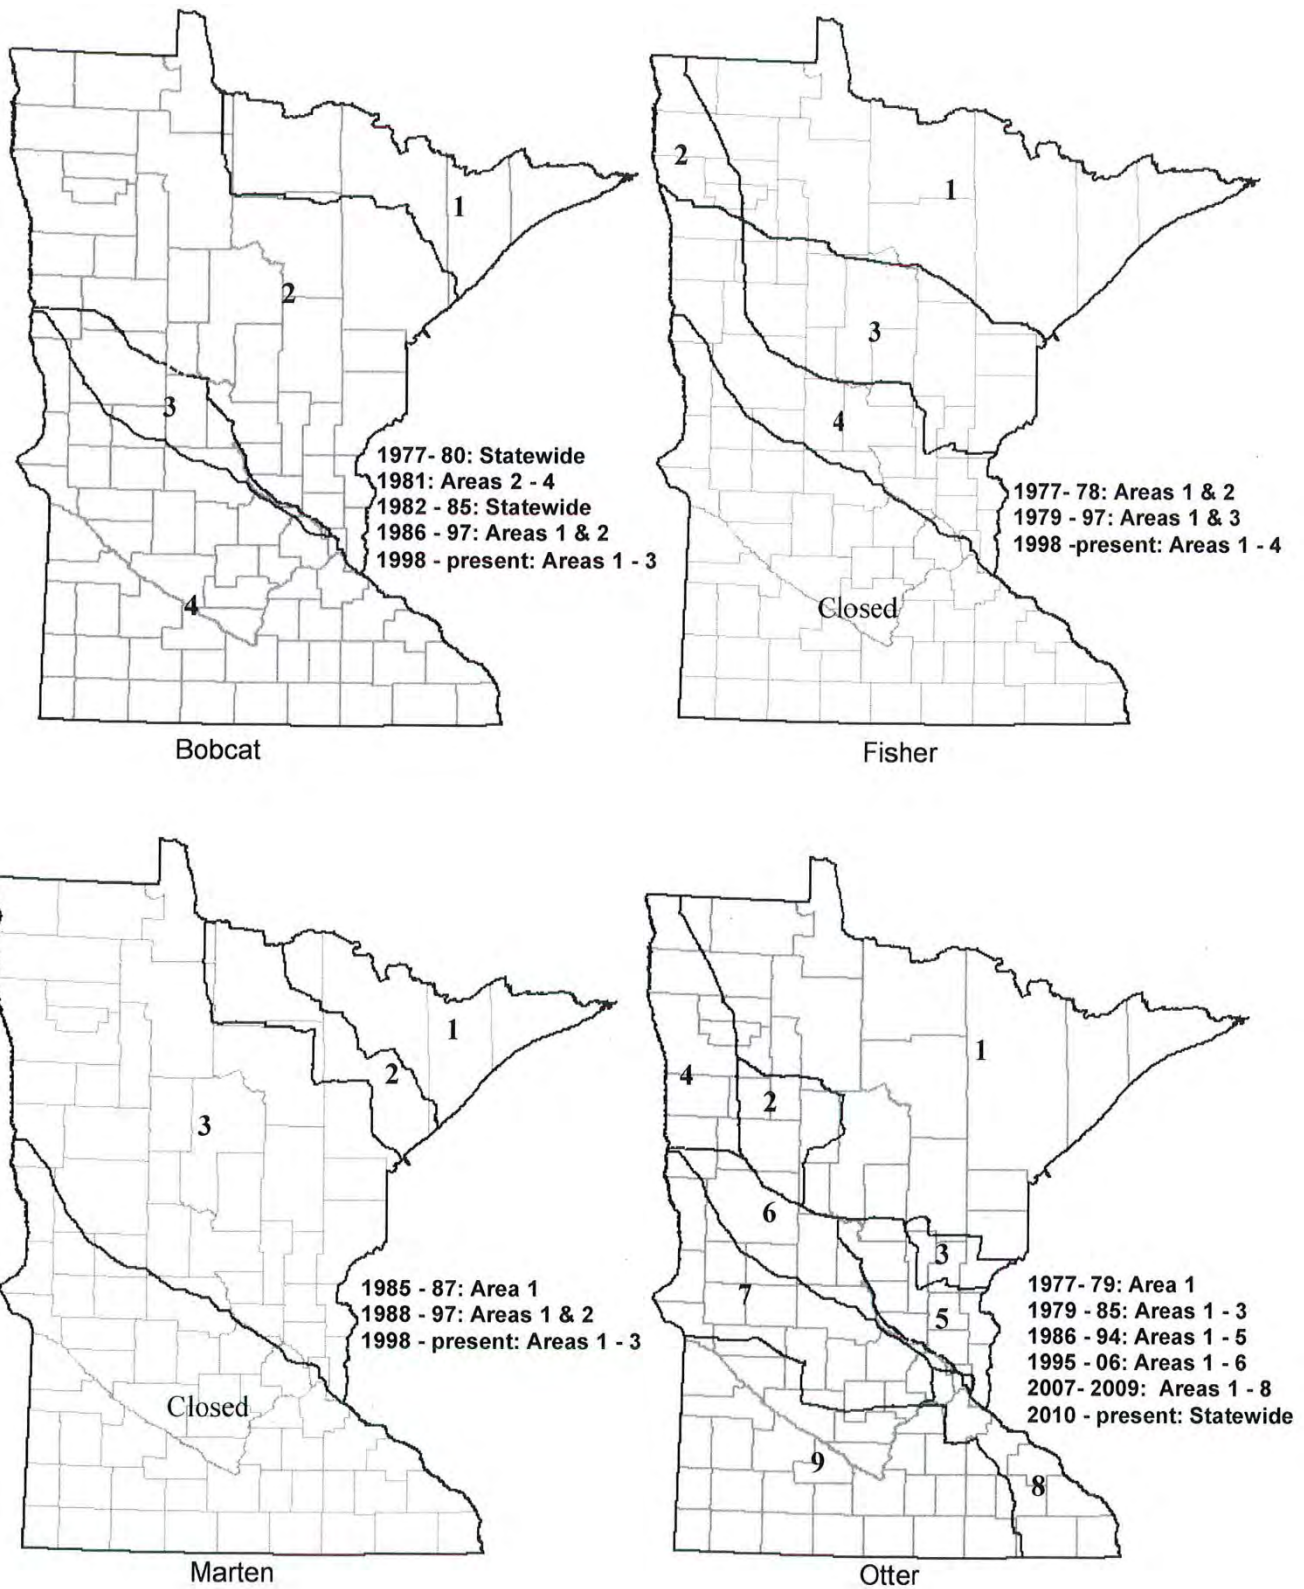 1
2
3
4
1977- 80: Statewide
1981: Areas 2 - 4
1982 - 85: Statewide
1986 - 97: Areas 1 & 2
1998 - present: Areas 1 - 3
Bobcat
2
1
3
4
1977- 78: Areas 1 & 2
1979 - 97: Areas 1 & 3
1998 -present: Areas 1 - 4
Closed
Fisher
1
2
3
1985 - 87: Area 1
1988 - 97: Areas 1 & 2
1998 - present: Areas 1 - 3
Closed
Marten
1
4
2
6
3
7
5
1977- 79: Area 1
1979 - 85: Areas 1 - 3
1986 - 94: Areas 1 - 5
1995 - 06: Areas 1 - 6
2007- 2009: Areas 1 - 8
2010 - present: Statewide
9
8
Otter